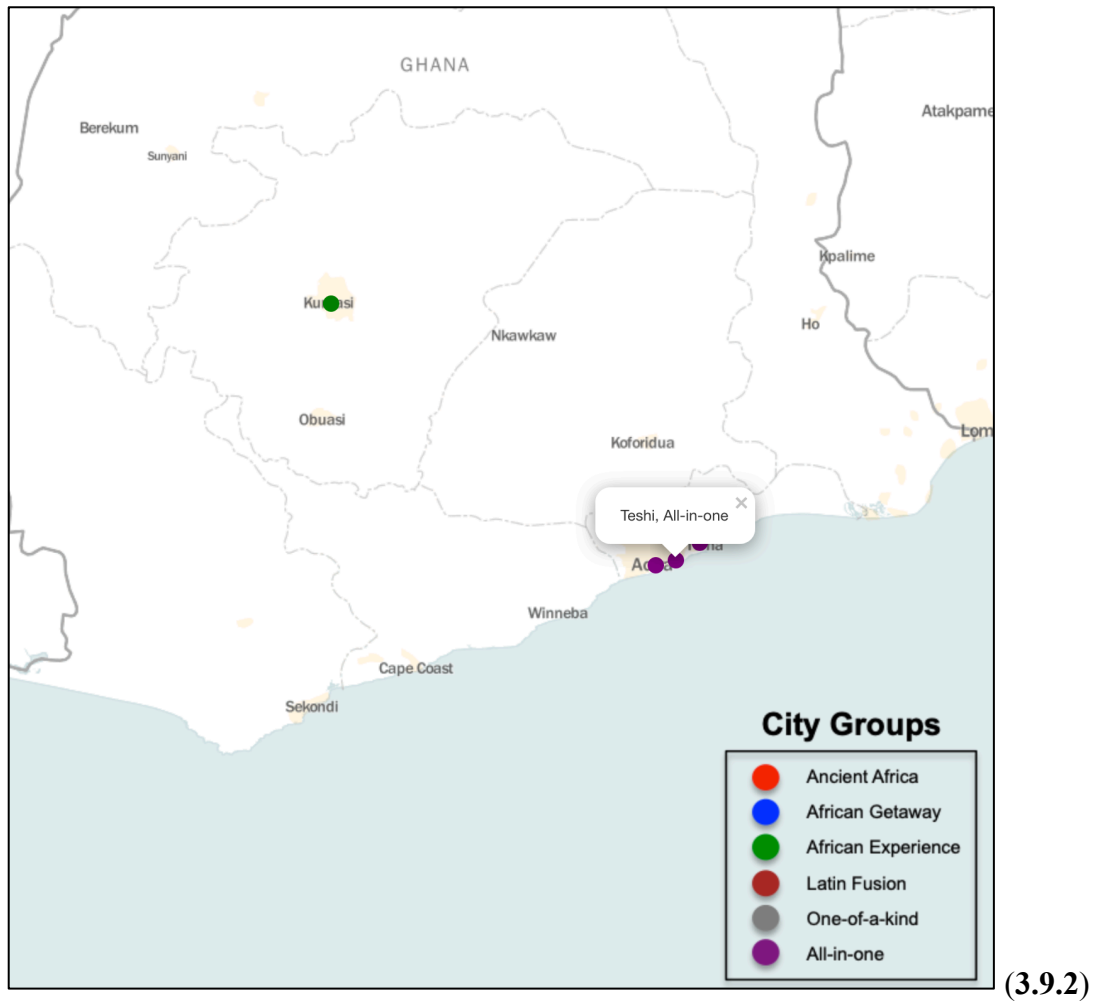 GHANA
Atakpame
Berekum
Sunyani
Kpalime
Ho
Nkawkaw
Obuasi
Lom
Koforidua
×
Teshi, All-in-one
Winneba
Cape Coast
Sekondi
City Groups
Ancient Africa
African Getaway
African Experience
Latin Fusion
One-of-a-kind
All-in-one
(3.9.2)